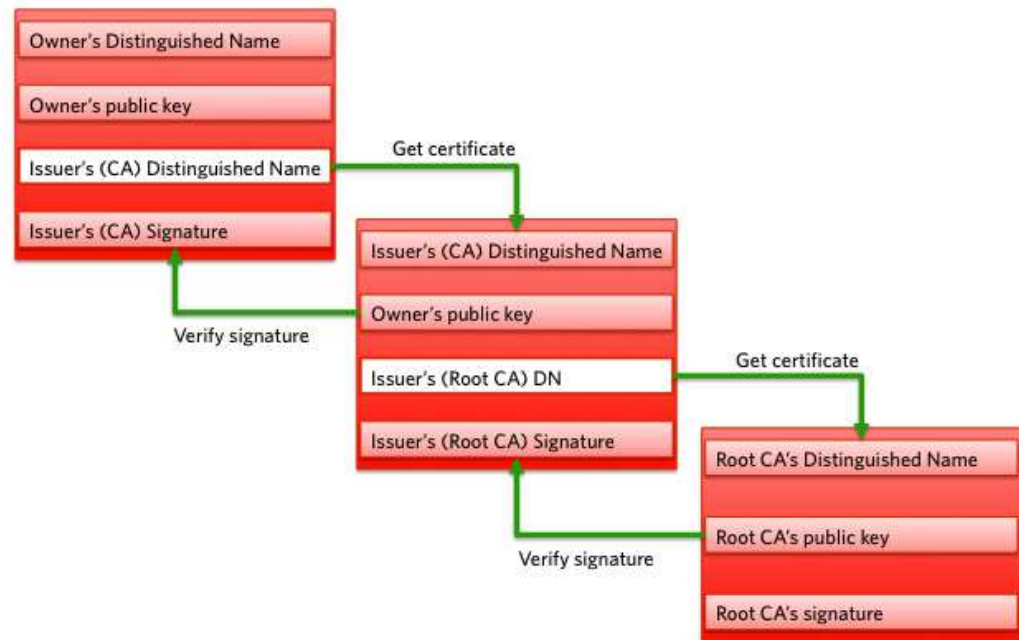 Owner's Distinguished Name
Owner's public key
Issuer's (CA) Distinguished Name
Issuer's (CA) Signature
Get certificate
Verify signature
Issuer's (CA) Distinguished Name
Owner's public key
Issuer's (Root CA) DN
Issuer's (Root CA) Signature
Get certificate
Verify signature
Root CA's Distinguished Name
Root CA's public key
Root CA's signature